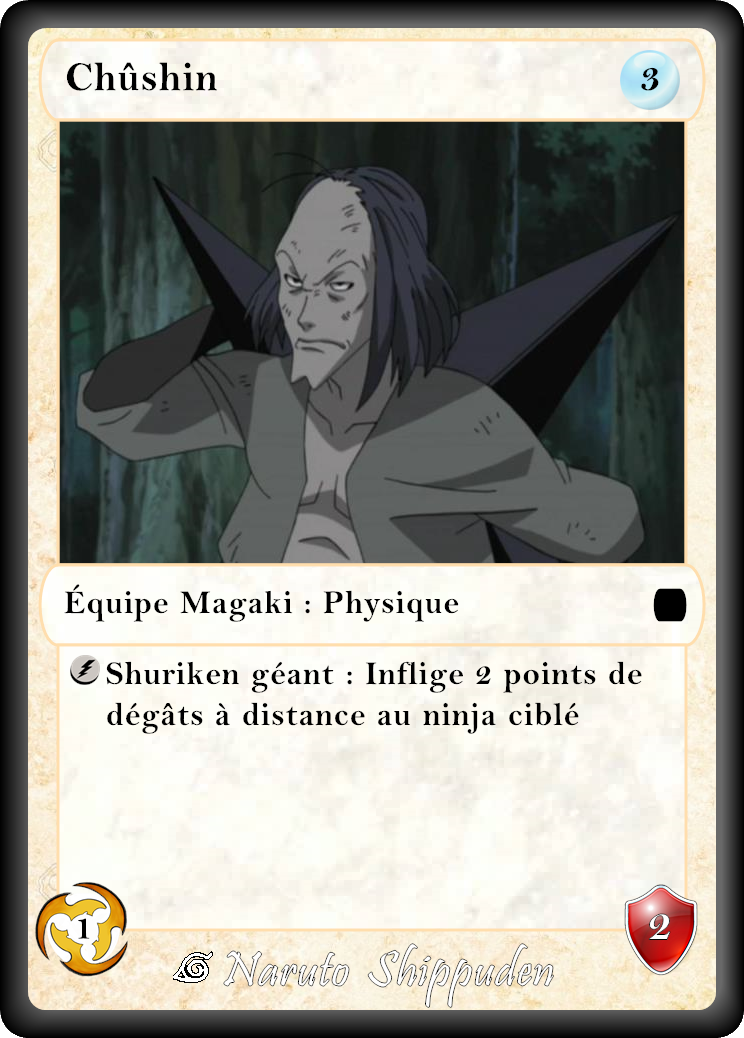 Chûshin
3
Équipe Magaki : Physique
Shuriken géant : Inflige 2 points de
dégâts à distance au ninja ciblé
1
2
Naruto Shippuden